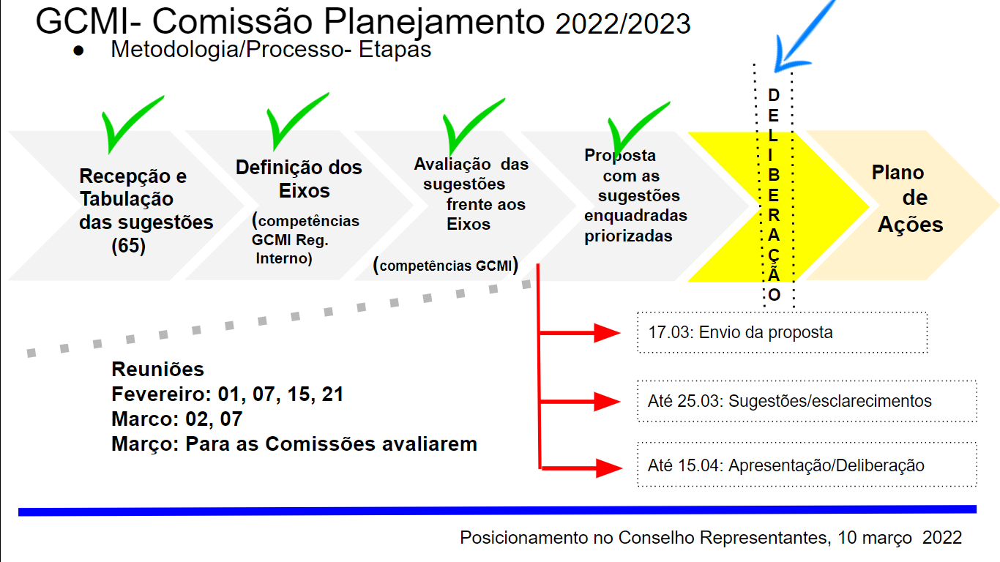 GCMI- Comissão Planejamento 2022/2023
● Metodologia/Processo- Etapas
Recepção e
Tabulação
das sugestões
(65)
Definição dos
Eixos
(competências
GCMI Reg.
Interno)
Avaliação das
sugestões
frente aos
Eixos
(competências GCMI)
Proposta
com as
sugestões
enquadradas
priorizadas
D
E
L
I
B
E
R
A
Ç
Ã
O
Plano
de
Ações
17.03: Envio da proposta
Até 25.03: Sugestões/esclarecimentos
Até 15.04: Apresentação/Deliberação
Reuniões
Fevereiro: 01, 07, 15, 21
Marco: 02, 07
Março: Para as Comissões avaliarem
Posicionamento no Conselho Representantes, 10 março 2022